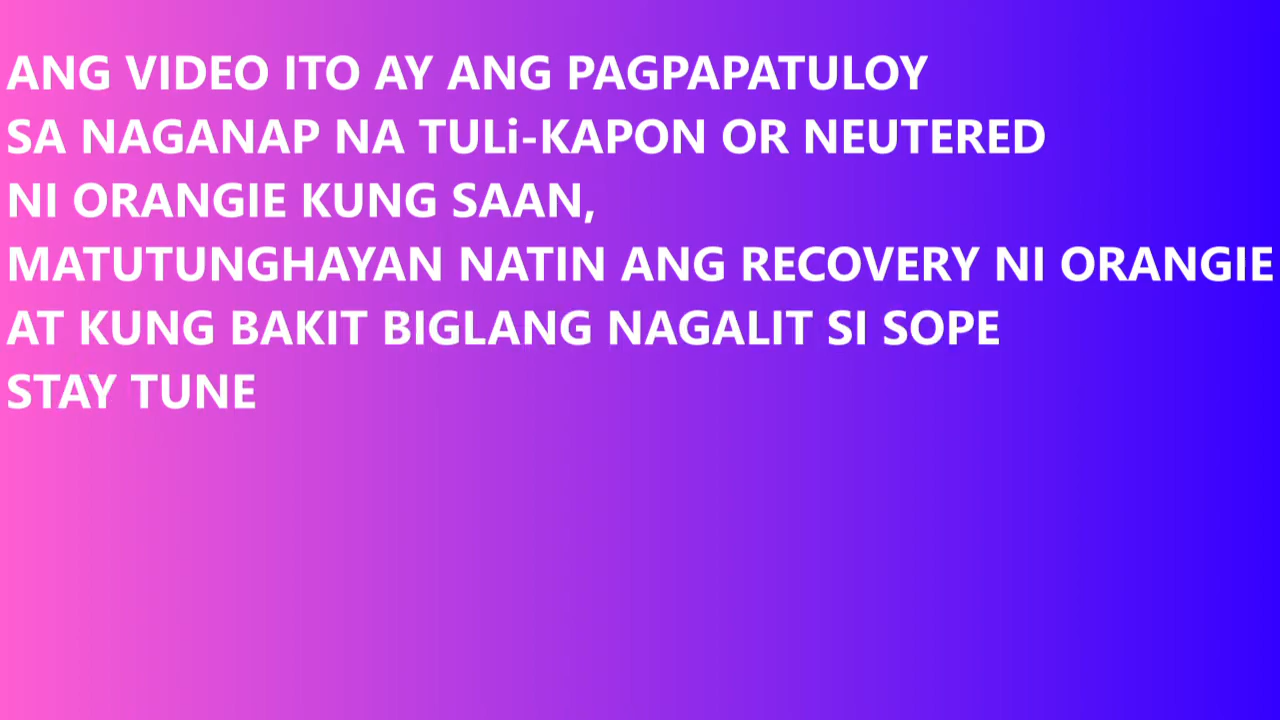 ANG VIDEO ITO AY ANG PAGPAPATULOY
SA NAGANAP NA TULi-KAPON OR NEUTERED
NI ORANGIE KUNG SAAN,
MATUTUNGHAYAN NATIN ANG RECOVERY NI ORANGIE
AT KUNG BAKIT BIGLANG NAGALIT SI SOPE
STAY TUNE